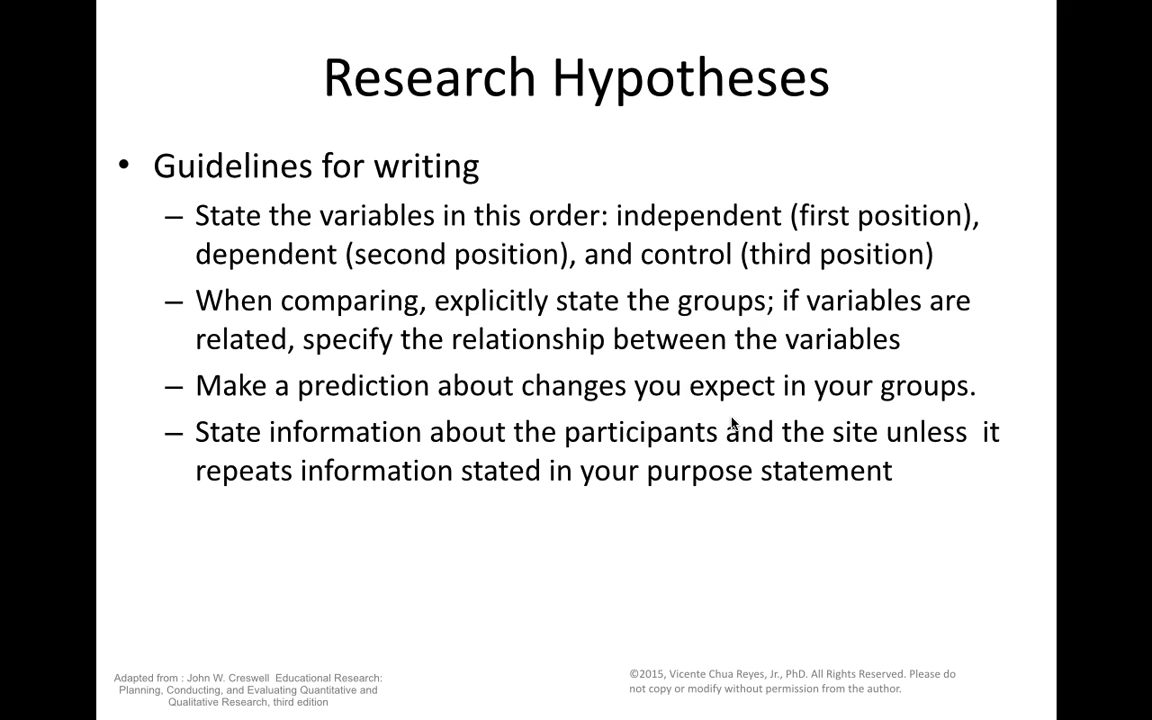 Research Hypotheses
• Guidelines for writing
– State the variables in this order: independent (first position),
dependent (second position), and control (third position)
– When comparing, explicitly state the groups; if variables are
related, specify the relationship between the variables
– Make a prediction about changes you expect in your groups.
– State information about the participants and the site unless  it
repeats information stated in your purpose statement
Adapted from : John W. Creswell  Educational Research:
Planning, Conducting, and Evaluating Quantitative and
Qualitative Research, third edition
©2015, Vicente Chua Reyes, Jr., PhD. All Rights Reserved. Please do
not copy or modify without permission from the author.